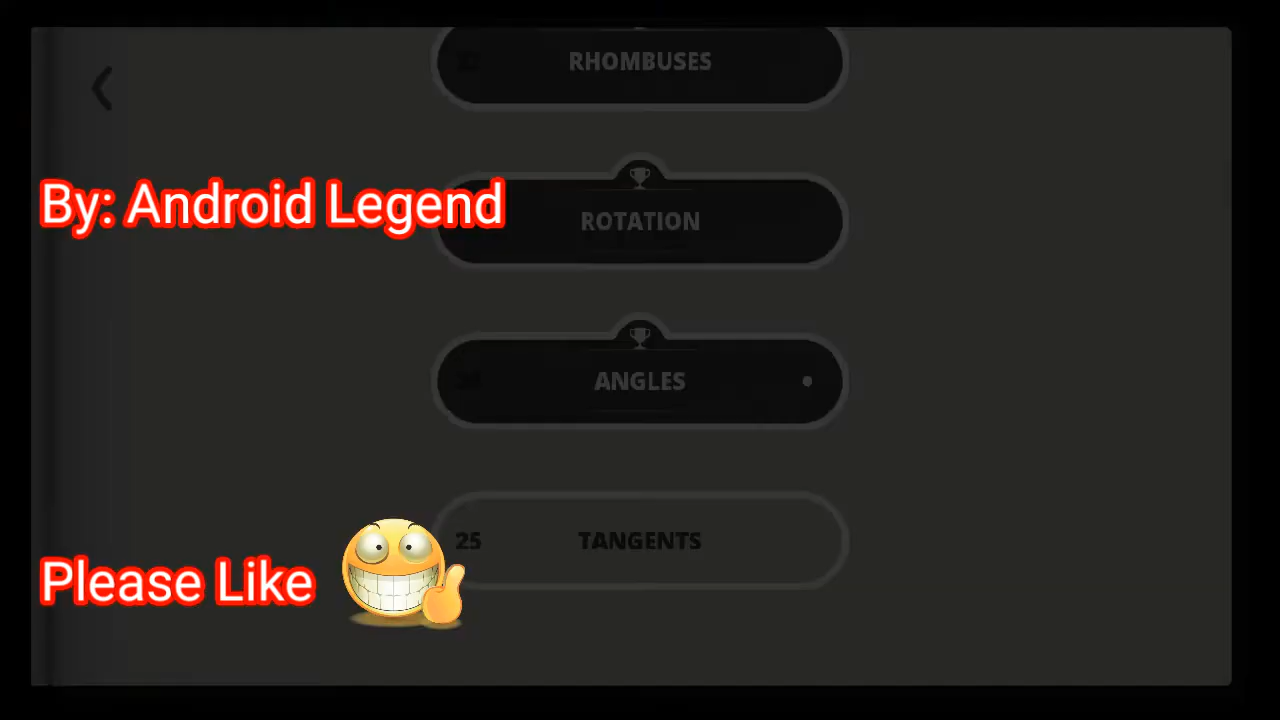 RHOMBUSES
By: Android Legend
ROTATION
ANGLES
25 TANGENTS
Please Like